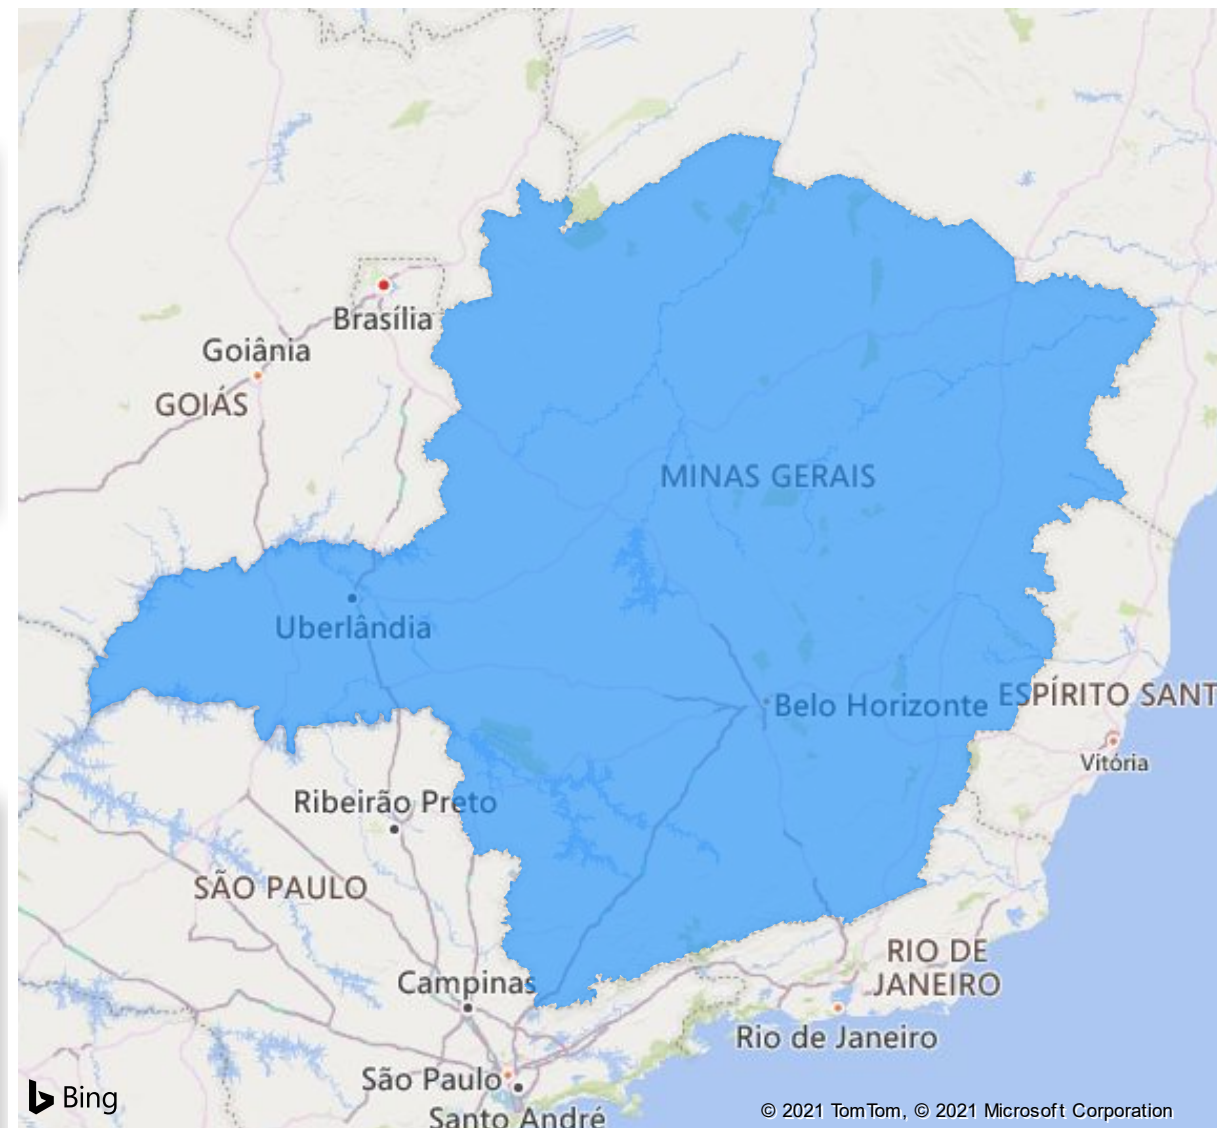 Brasília
Goiânia
GOIÁS
MINAS GERAIS
Uberlândia
ESPÍRITO SANT
Belo Horizonte
Vitória
Ribeirão Preto
SÃO PAULO
RIO DE
JANEIRO
Campinas
Rio de Janeiro
São Paulo
Santo André
Bing
© 2021 TomTom, © 2021 Microsoft Corporation